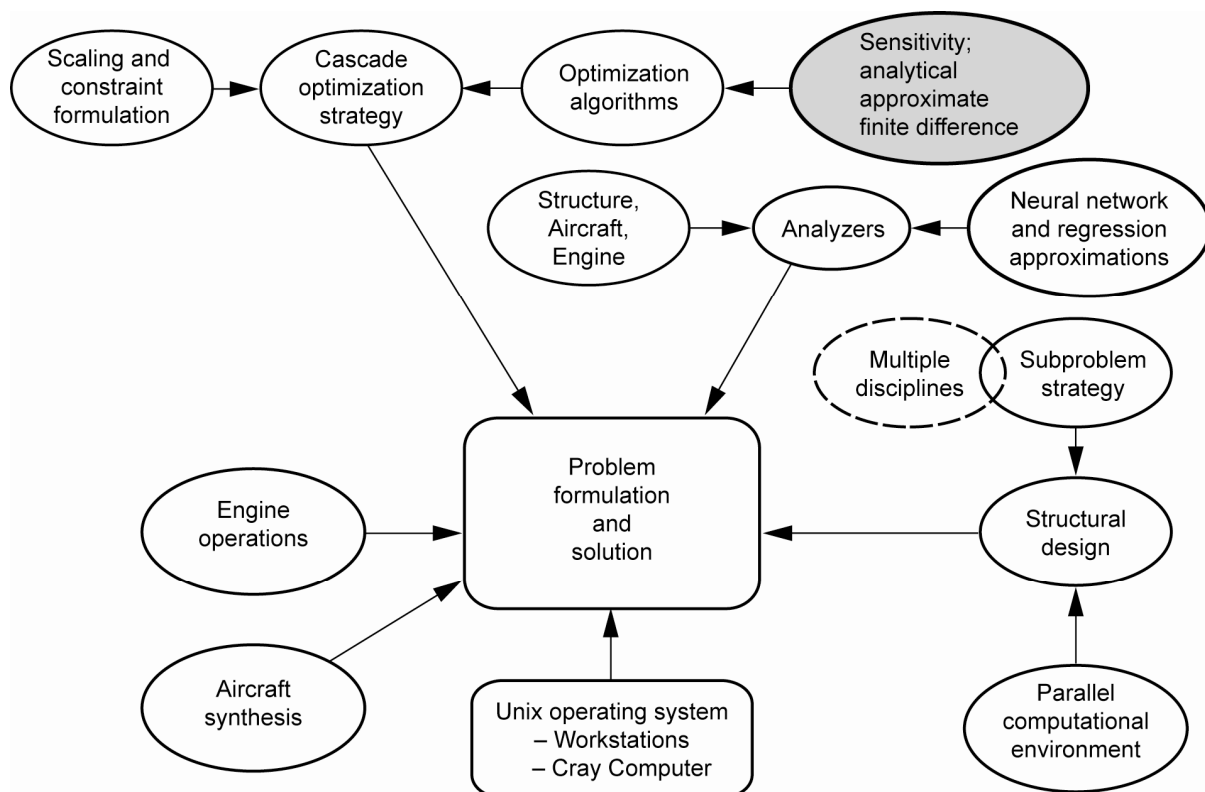 Scaling and
constraint
formulation
Cascade
optimization
strategy
Optimization
algorithms
Sensitivity;
analytical
approximate
finite difference
Structure,
Aircraft,
Engine
Analyzers
Neural network
and regression
approximations
Multiple
disciplines
Subproblem
strategy
Problem
formulation
and
solution
Engine
operations
Structural
design
Aircraft
synthesis
Unix operating system
– Workstations
– Cray Computer
Parallel
computational
environment